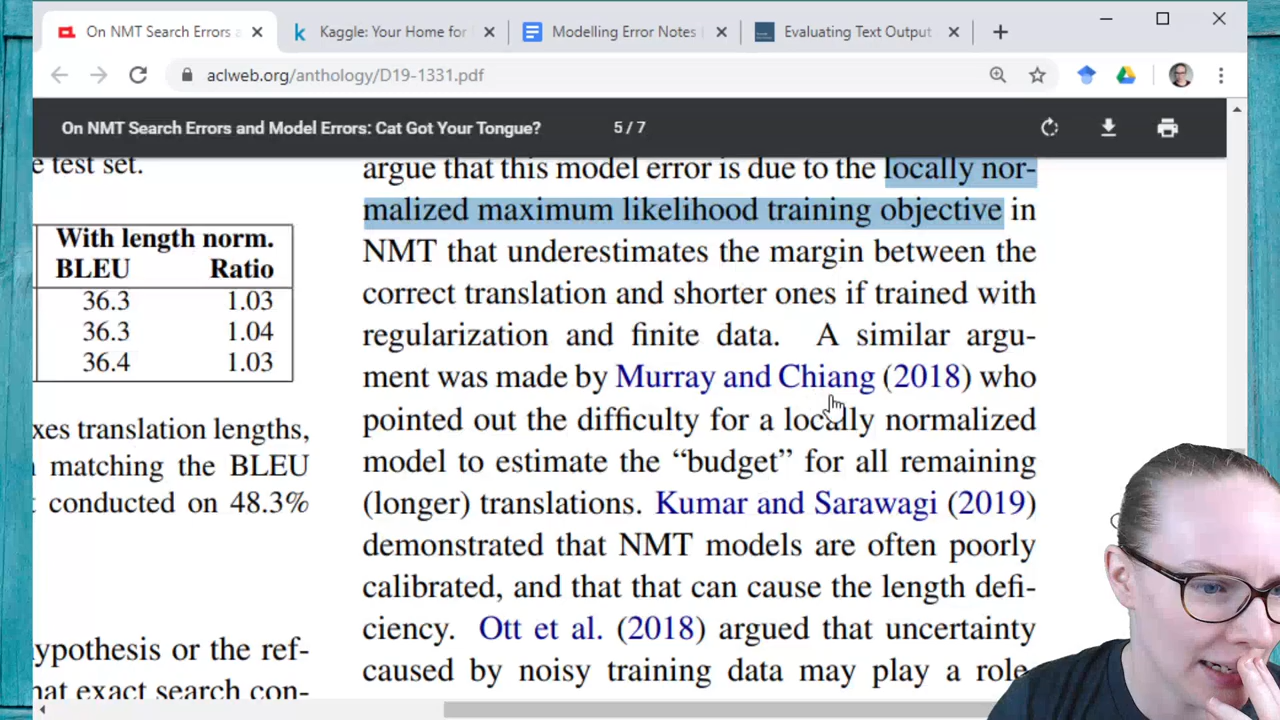 On NMT Search Errors a
Kaggle: Your Home for
Modelling Error Notes
Evaluating Text Output
aclweb.org/anthology/D19-1331.pdf
On NMT Search Errors and Model Errors: Cat Got Your Tongue?
5 / 7
e test set.
With length norm.
BLEU Ratio
36.3 1.03
36.3 1.04
36.4 1.03
xes translation lengths,
matching the BLEU
t conducted on 48.3%
hypothesis or the ref-
hat exact search con-
argue that this model error is due to the locally nor-
malized maximum likelihood training objective in
NMT that underestimates the margin between the
correct translation and shorter ones if trained with
regularization and finite data. A similar argu-
ment was made by Murray and Chiang (2018) who
pointed out the difficulty for a locally normalized
model to estimate the “budget” for all remaining
(longer) translations. Kumar and Sarawagi (2019)
demonstrated that NMT models are often poorly
calibrated, and that that can cause the length defi-
ciency. Ott et al. (2018) argued that uncertainty
caused by noisy training data may play a role.